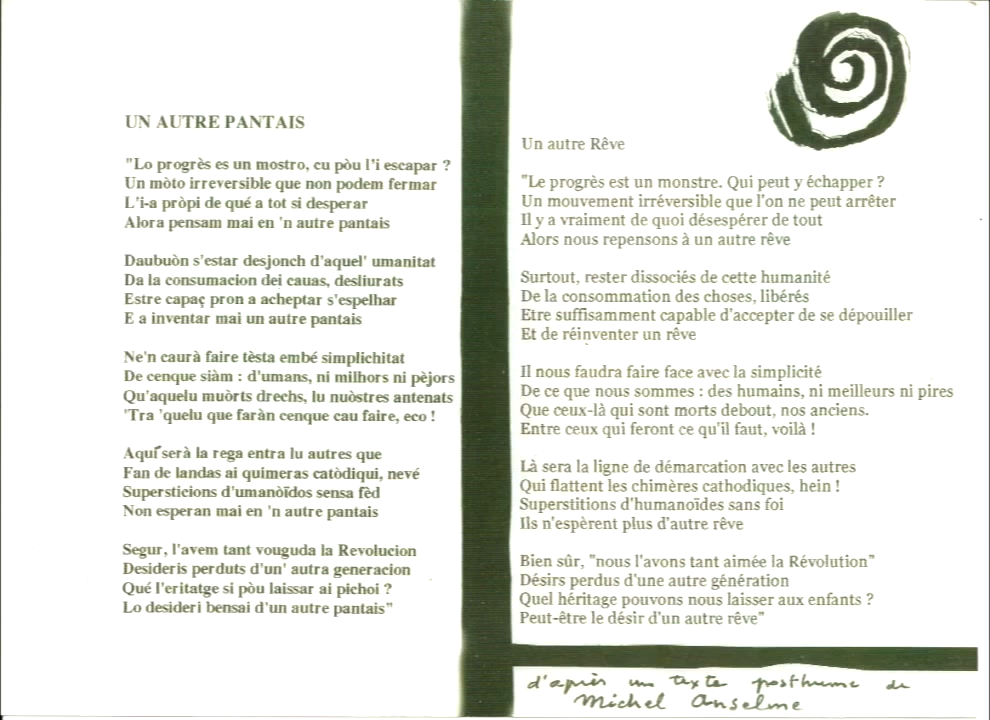 UN AUTRE PANTAIS
"Lo progrès es un mostro, cu pòu l'i escapar ?
Un mòto irreversible que non podem fermar
L'i-a pròpi de qué a tot si desperar
Alora pensam mai en 'n autre pantais
Daubuòn s'estar desjonch d'aquel' umanitat
Da la consumacion dei cauas, desliurats
Estre capaç pron a acheptar s'espelhar
E a inventar mai un autre pantais
Ne'n caurà faire tèsta embé simplichitat
De cenque siàm : d'umans, ni milhors ni pèjors
Qu'aquelu muòrts drechs, lu nuòstres antenats
'Tra 'quelu que faràn cenque cau faire, eco !
Aquí serà la rega entra lu autres que
Fan de landas ai quimeras catòdiqui, nevé
Supersticions d'umanòïdos sensa fèd
Non esperan mai en 'n autre pantais
Segur, l'avem tant vouguda la Revolucion
Desideris perduts d'un' autra generacion
Qué l'eritatge si pòu laissar ai pichoi ?
Lo desideri bensai d'un autre pantais"
Un autre Rêve
"Le progrès est un monstre. Qui peut y échapper ?
Un mouvement irréversible que l'on ne peut arrêter
Il y a vraiment de quoi désespérer de tout
Alors nous repensons à un autre rêve
Surtout, rester dissociés de cette humanité
De la consommation des choses, libérés
Etre suffisamment capable d'accepter de se dépouiller
Et de réinventer un rêve
Il nous faudra faire face avec la simplicité
De ce que nous sommes : des humains, ni meilleurs ni pires
Que ceux-là qui sont morts debout, nos anciens.
Entre ceux qui feront ce qu'il faut, voilà !
Là sera la ligne de démarcation avec les autres
Qui flattent les chimères cathodiques, hein !
Superstitions d'humanoïdes sans foi
Ils n'espèrent plus d'autre rêve
Bien sûr, "nous l'avons tant aimée la Révolution"
Désirs perdus d'une autre génération
Quel héritage pouvons nous laisser aux enfants ?
Peut-être le désir d'un autre rêve"
d'après un texte posthume de
Michel Anselme